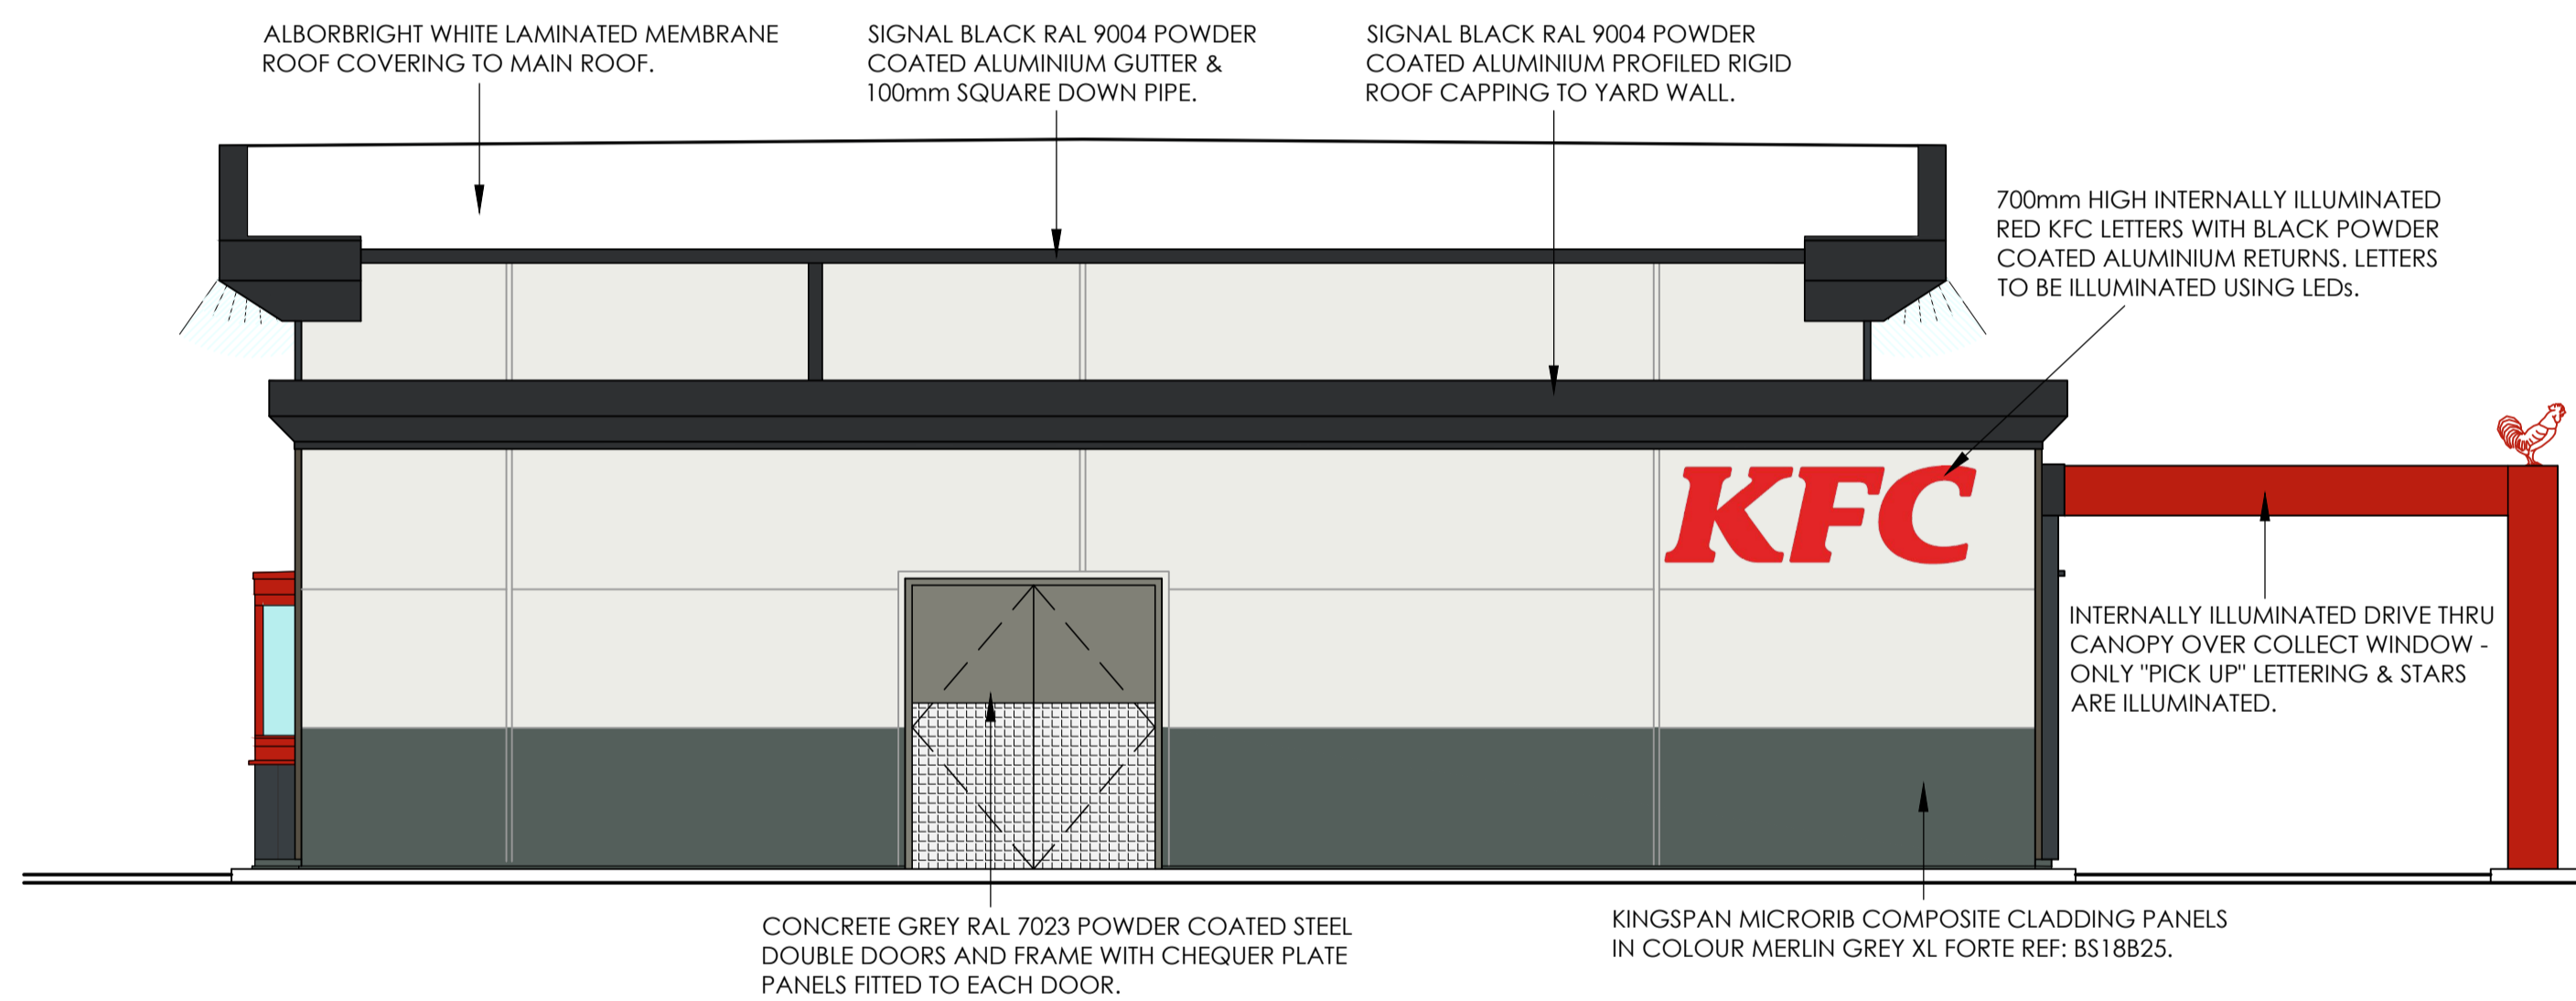 ALBORBRIGHT WHITE LAMINATED MEMBRANE
ROOF COVERING TO MAIN ROOF.
SIGNAL BLACK RAL 9004 POWDER
COATED ALUMINIUM GUTTER &
100mm SQUARE DOWN PIPE.
SIGNAL BLACK RAL 9004 POWDER
COATED ALUMINIUM PROFILED RIGID
ROOF CAPPING TO YARD WALL.
700mm HIGH INTERNALLY ILLUMINATED
RED KFC LETTERS WITH BLACK POWDER
COATED ALUMINIUM RETURNS. LETTERS
TO BE ILLUMINATED USING LEDs.
KFC
INTERNALLY ILLUMINATED DRIVE THRU
CANOPY OVER COLLECT WINDOW -
ONLY "PICK UP" LETTERING & STARS
ARE ILLUMINATED.
CONCRETE GREY RAL 7023 POWDER COATED STEEL
DOUBLE DOORS AND FRAME WITH CHEQUER PLATE
PANELS FITTED TO EACH DOOR.
KINGSPAN MICRORIB COMPOSITE CLADDING PANELS
IN COLOUR MERLIN GREY XL FORTE REF: BS18B25.